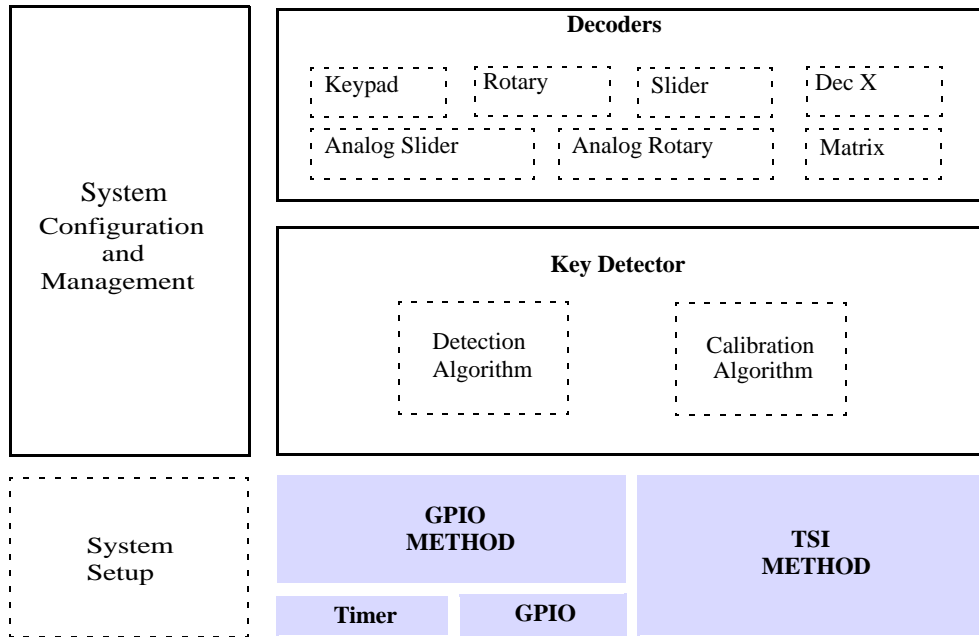 System
Configuration
and
Management
Decoders
Keypad
Rotary
Slider
Dec X
Analog Slider
Analog Rotary
Matrix
Key Detector
Detection
Algorithm
Calibration
Algorithm
System
Setup
GPIO
METHOD
TSI
METHOD
Timer
GPIO